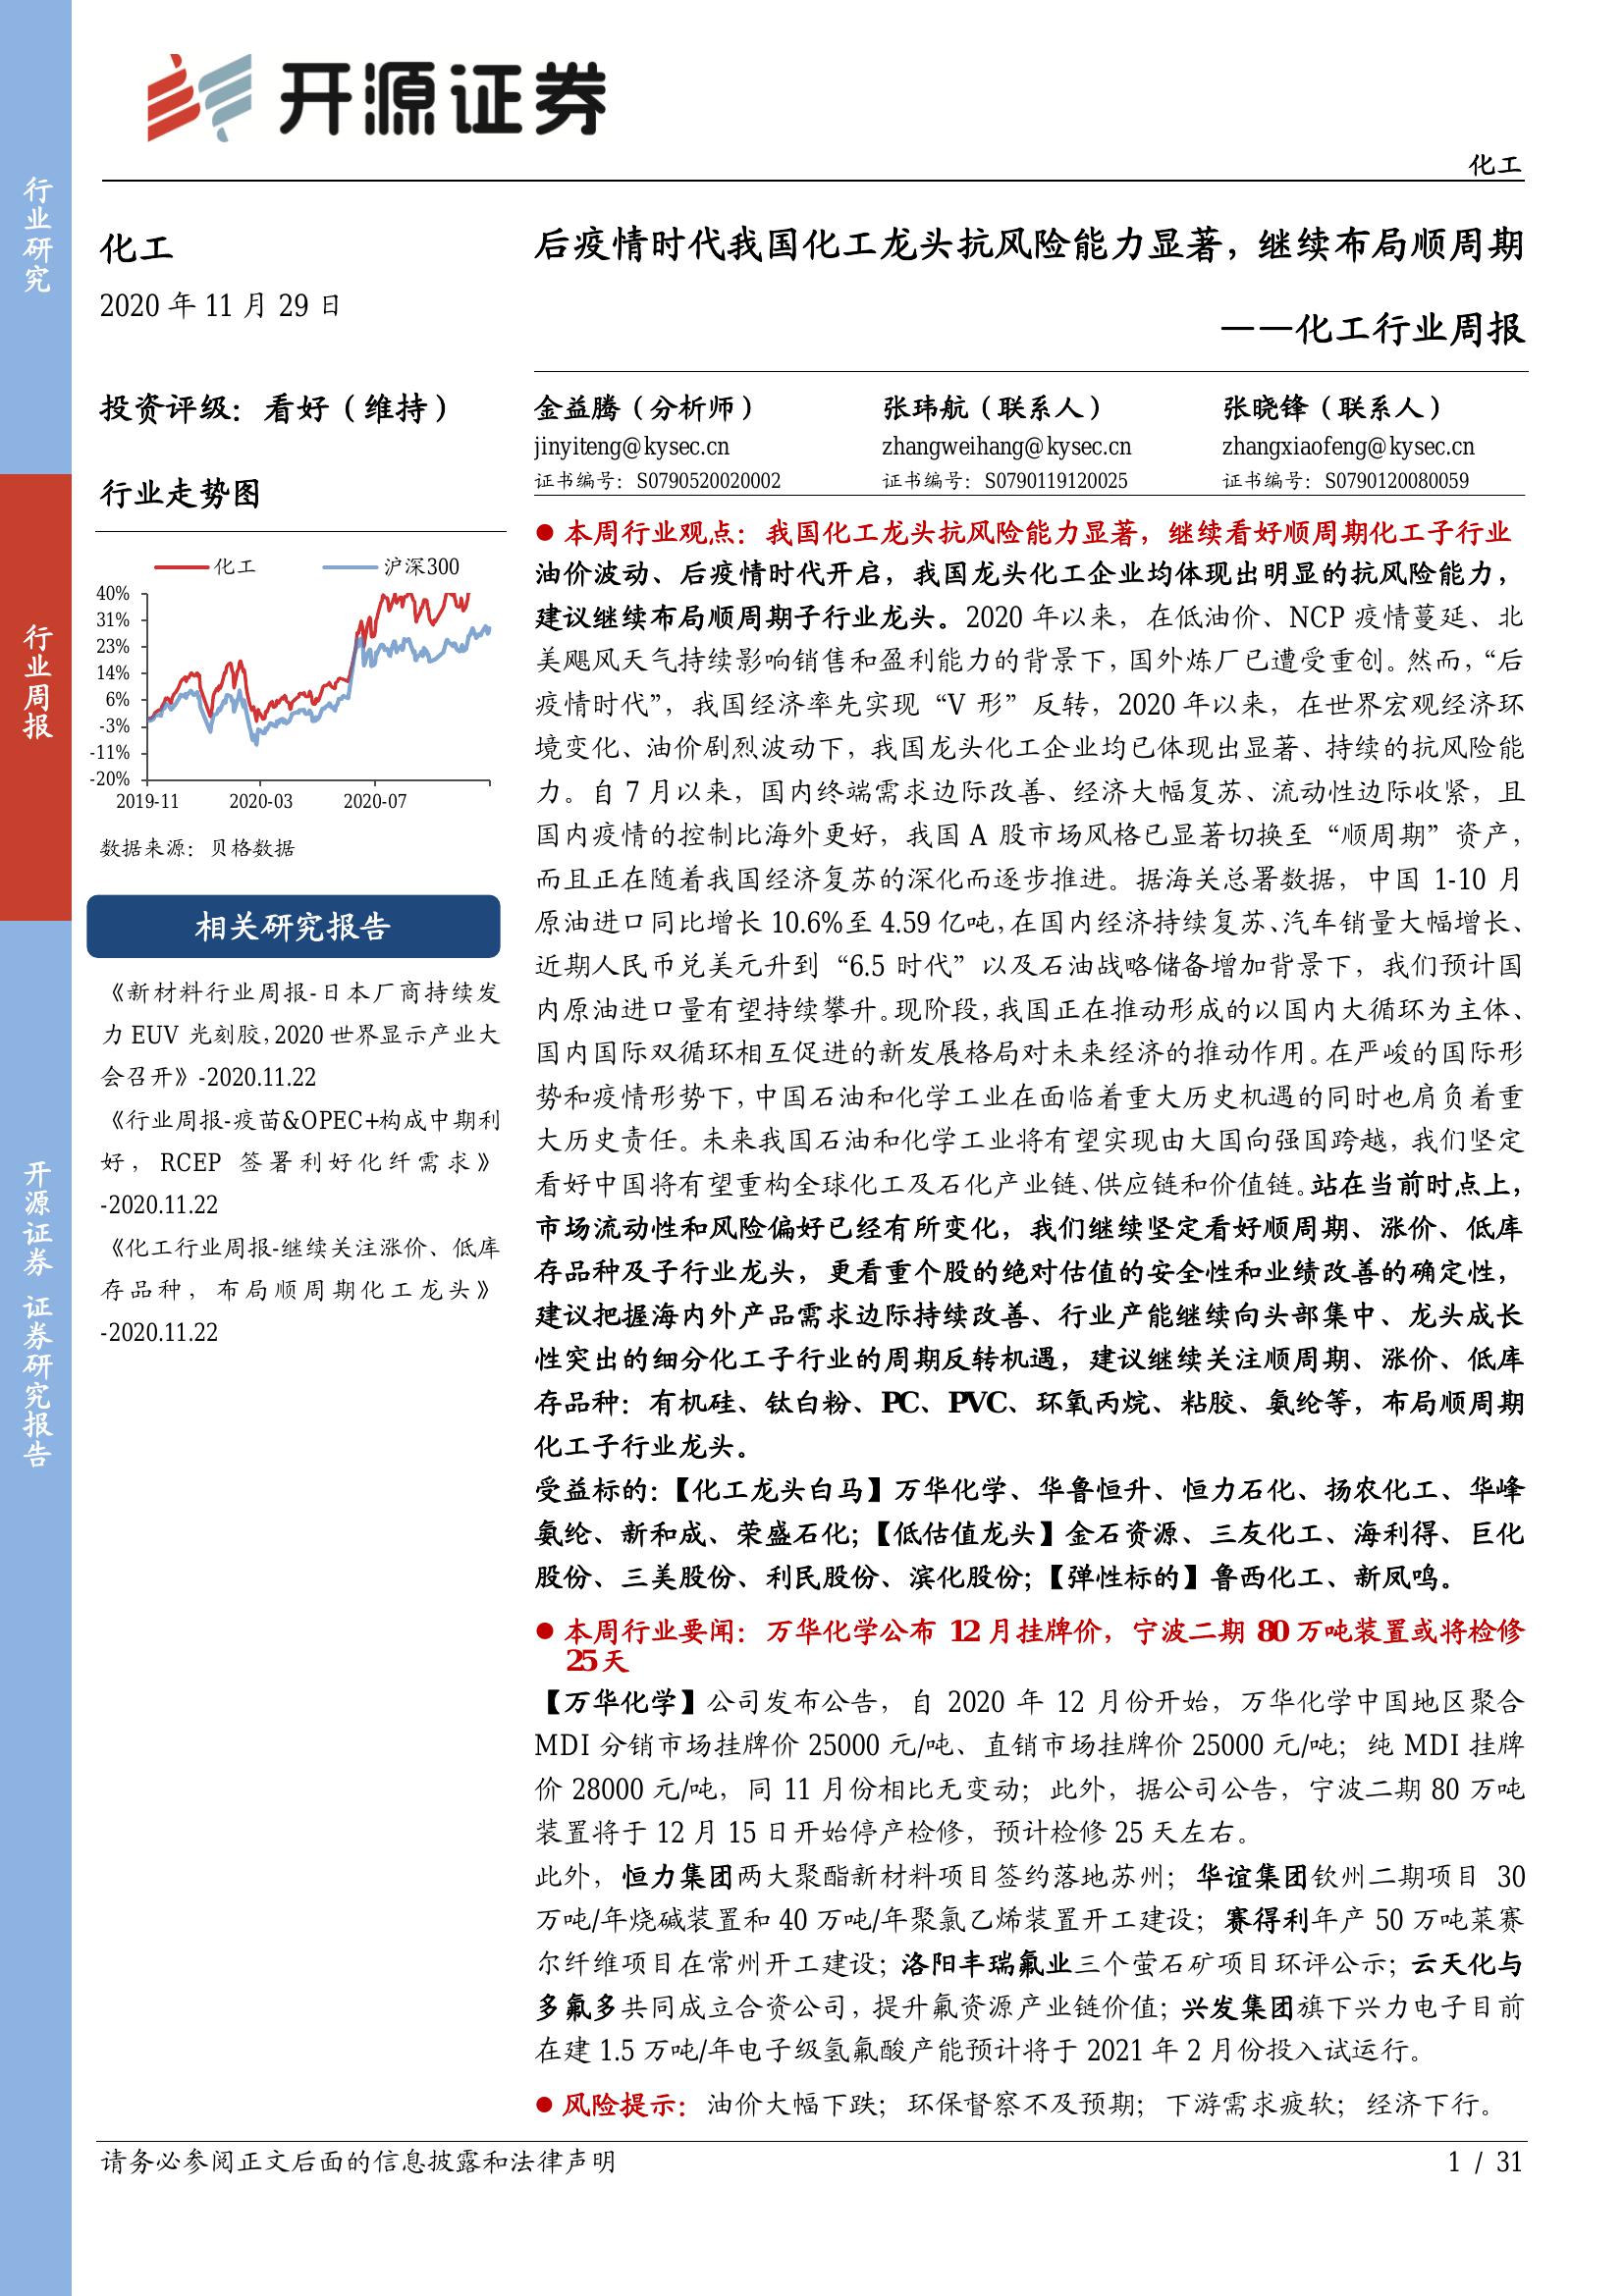 开源证券
化工
行业研究
行业周报
开源证券 证券研究报告
化工
2020 年 11 月 29 日
投资评级：看好（维持）
行业走势图
化工 沪深300
40%
31%
23%
14%
6%
-3%
-11%
-20%
2019-11 2020-03 2020-07
数据来源：贝格数据
相关研究报告
《新材料行业周报-日本厂商持续发
力 EUV 光刻胶,2020 世界显示产业大
会召开》-2020.11.22
《行业周报-疫苗&OPEC+构成中期利
好，RCEP 签署利好化纤需求》
-2020.11.22
《化工行业周报-继续关注涨价、低库
存品种，布局顺周期化工龙头》
-2020.11.22
后疫情时代我国化工龙头抗风险能力显著，继续布局顺周期
——化工行业周报
金益腾（分析师） 张玮航（联系人） 张晓锋（联系人）
jinyiteng@kysec.cn zhangweihang@kysec.cn zhangxiaofeng@kysec.cn
证书编号：S0790520020002 证书编号：S0790119120025 证书编号：S0790120080059
● 本周行业观点：我国化工龙头抗风险能力显著，继续看好顺周期化工子行业
油价波动、后疫情时代开启，我国龙头化工企业均体现出明显的抗风险能力，
建议继续布局顺周期子行业龙头。2020 年以来，在低油价、NCP 疫情蔓延、北
美飓风天气持续影响销售和盈利能力的背景下，国外炼厂已遭受重创。然而，“后
疫情时代”，我国经济率先实现“V 形”反转，2020 年以来，在世界宏观经济环
境变化、油价剧烈波动下，我国龙头化工企业均已体现出显著、持续的抗风险能
力。自 7 月以来，国内终端需求边际改善、经济大幅复苏、流动性边际收紧，且
国内疫情的控制比海外更好，我国 A 股市场风格已显著切换至“顺周期”资产，
而且正在随着我国经济复苏的深化而逐步推进。据海关总署数据，中国 1-10 月
原油进口同比增长 10.6%至 4.59 亿吨，在国内经济持续复苏、汽车销量大幅增长、
近期人民币兑美元升到“6.5 时代”以及石油战略储备增加背景下，我们预计国
内原油进口量有望持续攀升。现阶段，我国正在推动形成的以国内大循环为主体、
国内国际双循环相互促进的新发展格局对未来经济的推动作用。在严峻的国际形
势和疫情形势下，中国石油和化学工业在面临着重大历史机遇的同时也肩负着重
大历史责任。未来我国石油和化学工业将有望实现由大国向强国跨越，我们坚定
看好中国将有望重构全球化工及石化产业链、供应链和价值链。站在当前时点上，
市场流动性和风险偏好已经有所变化，我们继续坚定看好顺周期、涨价、低库
存品种及子行业龙头，更看重个股的绝对估值的安全性和业绩改善的确定性，
建议把握海内外产品需求边际持续改善、行业产能继续向头部集中、龙头成长
性突出的细分化工子行业的周期反转机遇，建议继续关注顺周期、涨价、低库
存品种：有机硅、钛白粉、PC、PVC、环氧丙烷、粘胶、氨纶等，布局顺周期
化工子行业龙头。
受益标的：【化工龙头白马】万华化学、华鲁恒升、恒力石化、扬农化工、华峰
氨纶、新和成、荣盛石化；【低估值龙头】金石资源、三友化工、海利得、巨化
股份、三美股份、利民股份、滨化股份；【弹性标的】鲁西化工、新凤鸣。
● 本周行业要闻：万华化学公布 12 月挂牌价，宁波二期 80 万吨装置或将检修
25 天
【万华化学】公司发布公告，自 2020 年 12 月份开始，万华化学中国地区聚合
MDI 分销市场挂牌价 25000 元/吨、直销市场挂牌价 25000 元/吨；纯 MDI 挂牌
价 28000 元/吨，同 11 月份相比无变动；此外，据公司公告，宁波二期 80 万吨
装置将于 12 月 15 日开始停产检修，预计检修 25 天左右。
此外，恒力集团两大聚酯新材料项目签约落地苏州；华谊集团钦州二期项目 30
万吨/年烧碱装置和 40 万吨/年聚氯乙烯装置开工建设；赛得利年产 50 万吨莱赛
尔纤维项目在常州开工建设；洛阳丰瑞氟业三个萤石矿项目环评公示；云天化与
多氟多共同成立合资公司，提升氟资源产业链价值；兴发集团旗下兴力电子目前
在建 1.5 万吨/年电子级氢氟酸产能预计将于 2021 年 2 月份投入试运行。
● 风险提示：油价大幅下跌；环保督察不及预期；下游需求疲软；经济下行。
请务必参阅正文后面的信息披露和法律声明 1 / 31